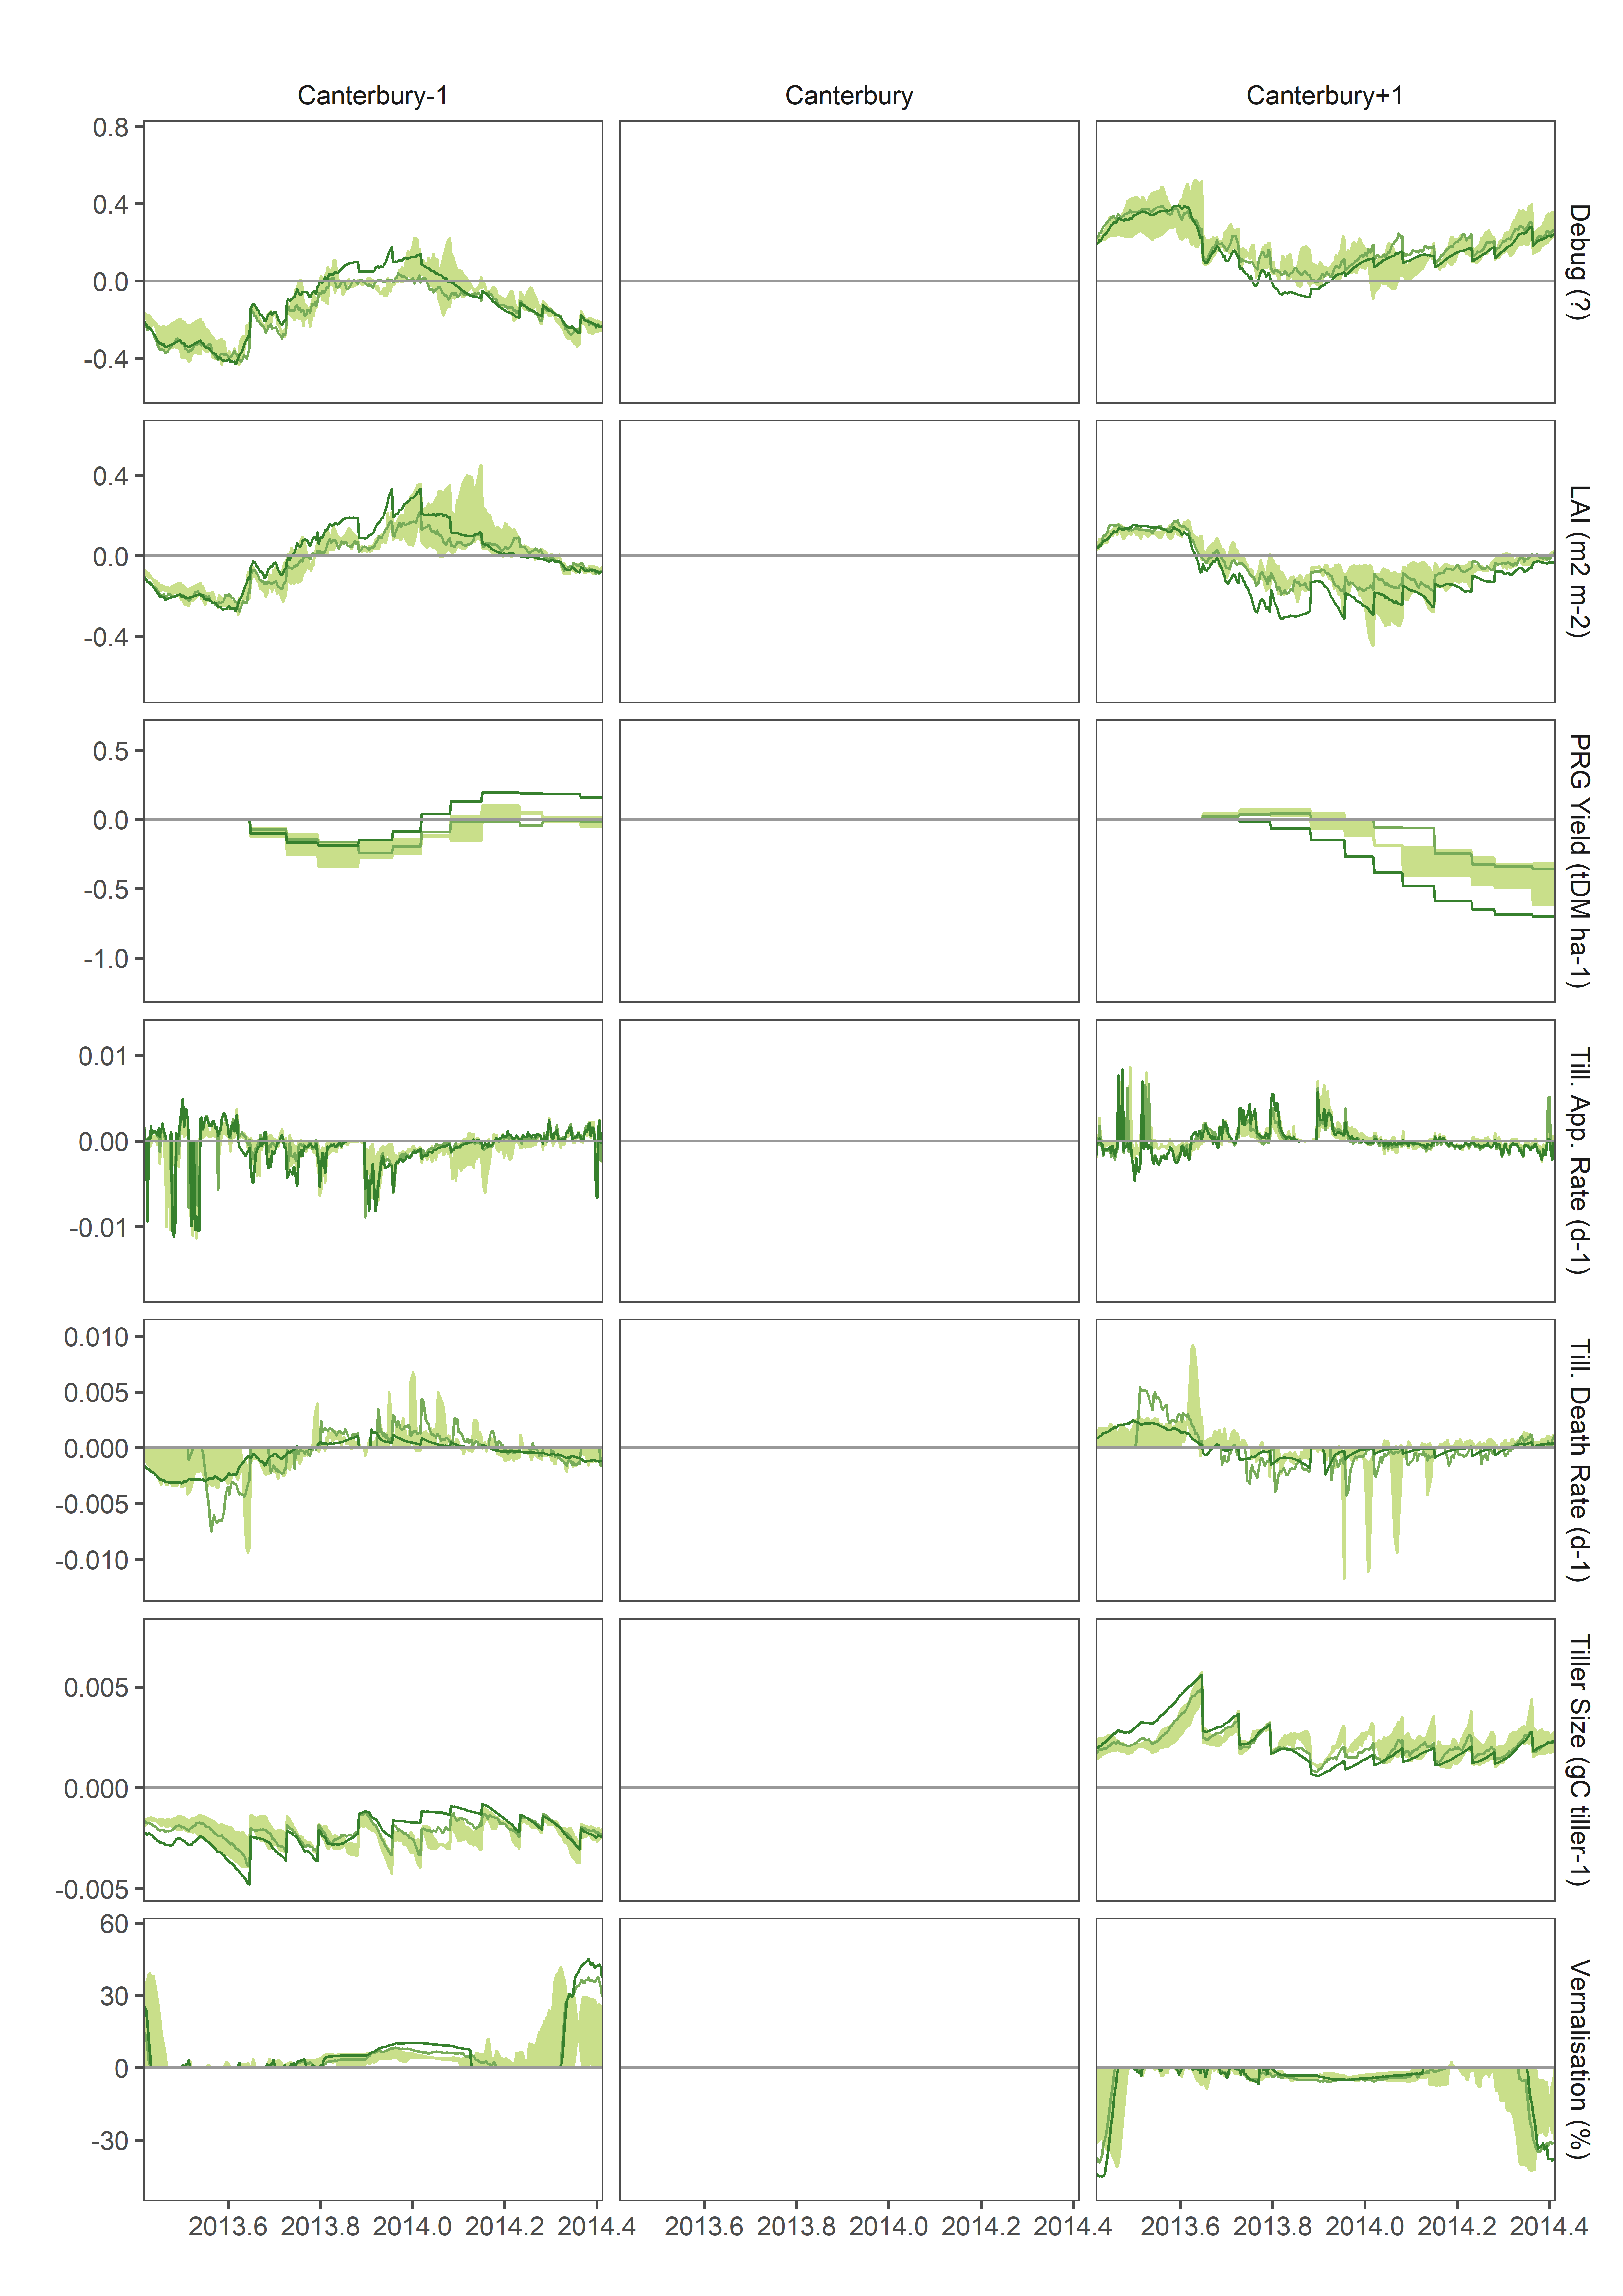 Canterbury-1 Canterbury Canterbury+1
0.8
0.4
0.0
-0.4
Debug (?)
0.4
0.0
-0.4
LAI (m2 m-2)
0.5
0.0
-0.5
-1.0
PRG Yield (tDM ha-1)
0.01
0.00
-0.01
Till. App. Rate (d-1)
0.010
0.005
0.000
-0.005
-0.010
Till. Death Rate (d-1)
0.005
0.000
-0.005
Tiller Size (gC tiller-1)
60
30
0
-30
Vernalisation (%)
2013.6 2013.8 2014.0 2014.2 2014.4 2013.6 2013.8 2014.0 2014.2 2014.4 2013.6 2013.8 2014.0 2014.2 2014.4